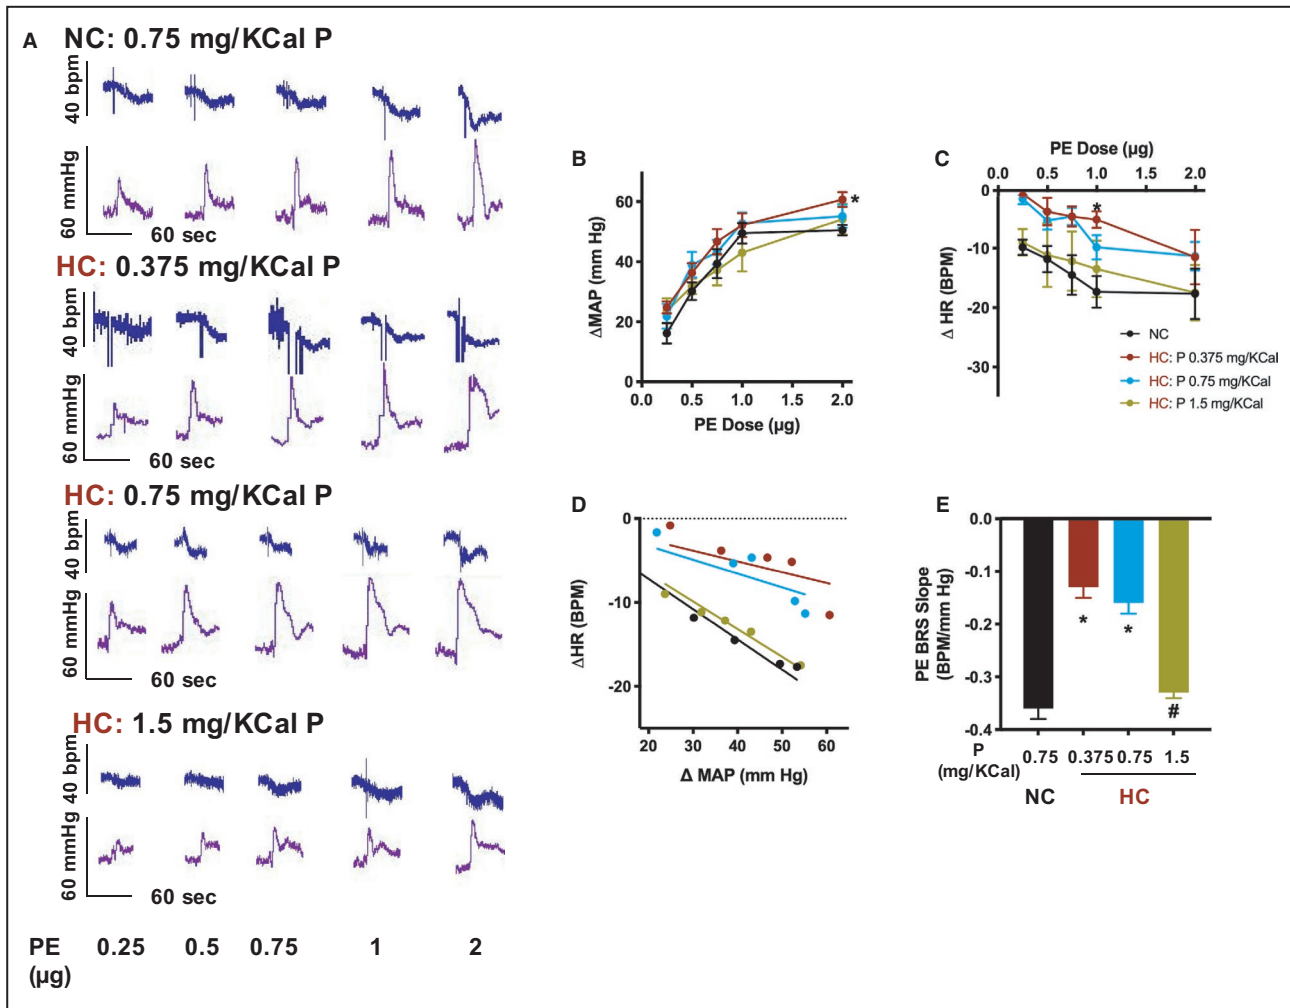 A NC: 0.75 mg/KCal P
40 bpm
60 mmHg
60 sec
HC: 0.375 mg/KCal P
40 bpm
60 mmHg
60 sec
HC: 0.75 mg/KCal P
40 bpm
60 mmHg
60 sec
HC: 1.5 mg/KCal P
40 bpm
60 mmHg
60 sec
PE 0.25 0.5 0.75 1 2
(µg)
B
ΔMAP (mm Hg)
60
40
20
0
0.0 0.5 1.0 1.5 2.0
PE Dose (µg)
*
C
PE Dose (µg)
0.0 0.5 1.0 2.0
0
-10
-20
-30
Δ HR (BPM)
*
NC
HC: P 0.375 mg/KCal
HC: P 0.75 mg/KCal
HC: P 1.5 mg/KCal
D
ΔHR (BPM)
0
-10
-20
20 30 40 50 60
Δ MAP (mm Hg)
E
PE BRS Slope
(BPM/mm Hg)
0.0
-0.1
-0.2
-0.3
-0.4
* *
#
P
(mg/KCal)
0.75 0.375 0.75 1.5
NC HC